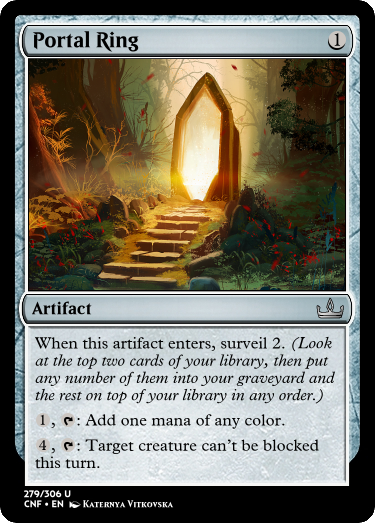 Portal Ring 1
Artifact
When this artifact enters, surveil 2. (Look
at the top two cards of your library, then put
any number of them into your graveyard and
the rest on top of your library in any order.)
1, : Add one mana of any color.
4, : Target creature can't be blocked
this turn.
279/306 U
CNF • EN KATERNYA VITKOVSKA